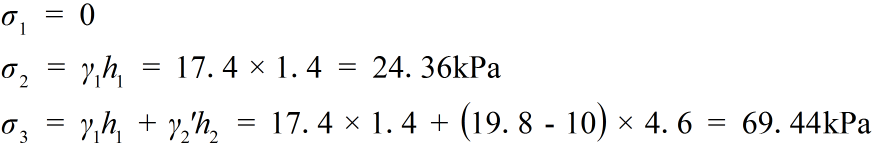 σ₁ = 0
σ₂ = γ₁h₁ = 17.4 × 1.4 = 24.36kPa
σ₃ = γ₁h₁ + γ₂′h₂ = 17.4 × 1.4 + (19.8 - 10) × 4.6 = 69.44kPa